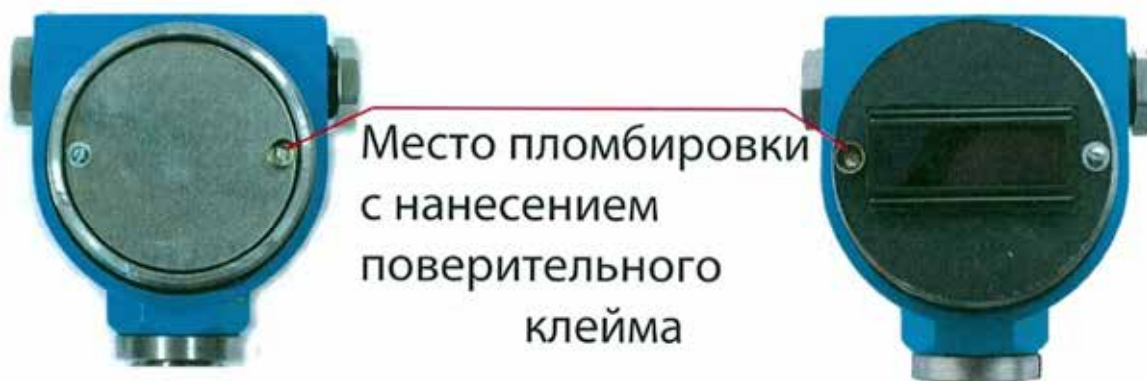 Место пломбировки
с нанесением
поверительного
клейма